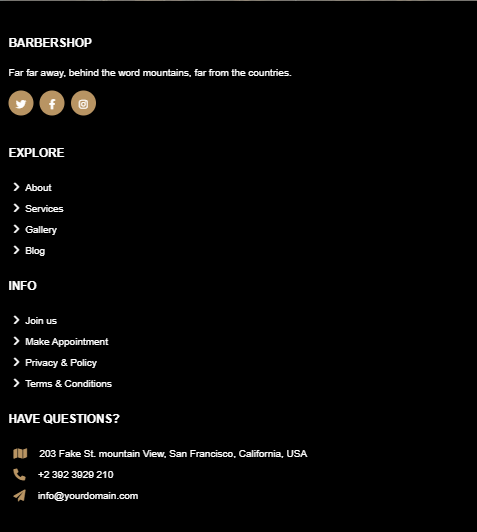 BARBERSHOP
Far far away, behind the word mountains, far from the countries.
EXPLORE
About
Services
Gallery
Blog
INFO
Join us
Make Appointment
Privacy & Policy
Terms & Conditions
HAVE QUESTIONS?
203 Fake St. mountain View, San Francisco, California, USA
+2 392 3929 210
info@yourdomain.com